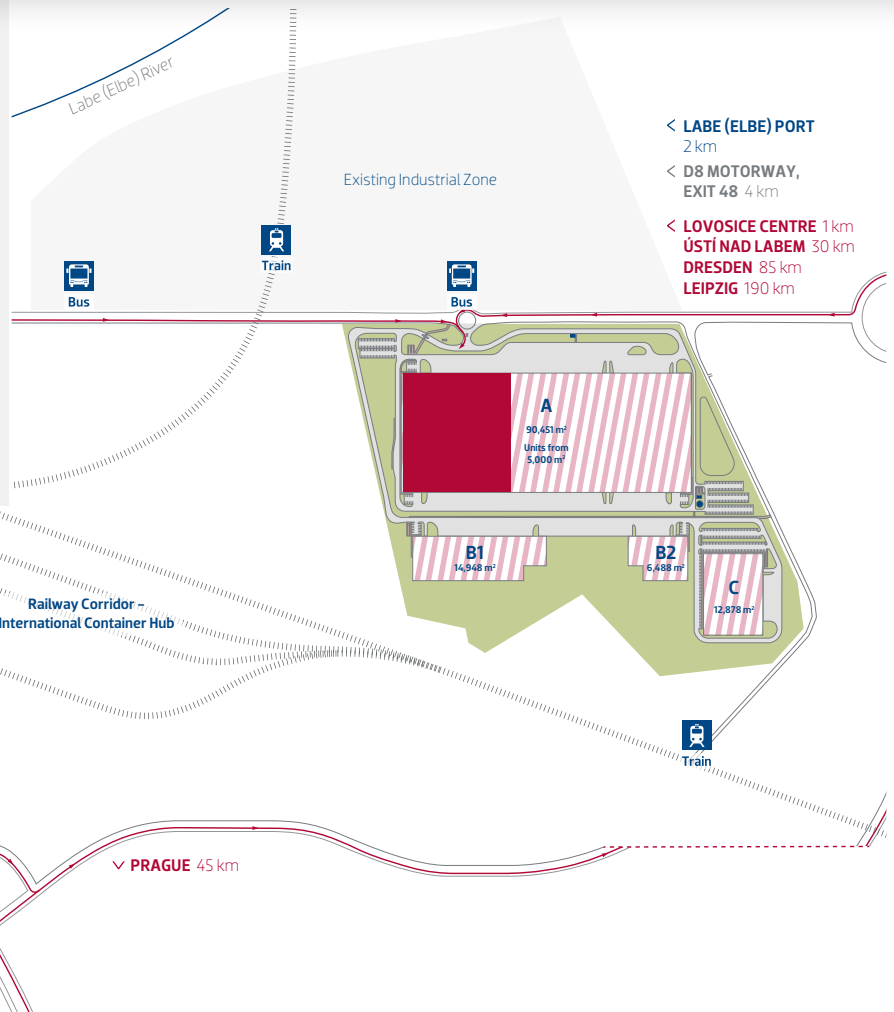 Labe (Elbe) River
Existing Industrial Zone
< LABE (ELBE) PORT
2 km
< D8 MOTORWAY,
EXIT 48 4 km
< LOVOSICE CENTRE 1 km
ÚSTÍ NAD LABEM 30 km
DRESDEN 85 km
LEIPZIG 190 km
Train
Bus
Bus
A
90,451 m²
Units from
5,000 m²
B1
14,948 m²
B2
6,488 m²
C
12,878 m²
Railway Corridor –
International Container Hub
Train
PRAGUE 45 km